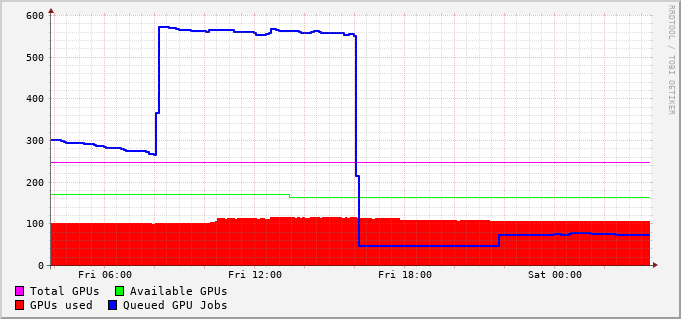 600
500
400
300
200
100
0
Fri 06:00 Fri 12:00 Fri 18:00 Sat 00:00
Total GPUs Available GPUs
GPUs used Queued GPU Jobs
RRDTOOL / TOBI OETIKER